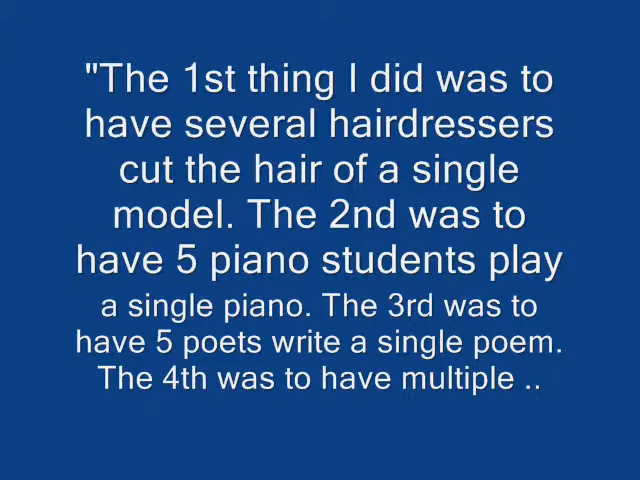 "The 1st thing I did was to
have several hairdressers
cut the hair of a single
model. The 2nd was to
have 5 piano students play
a single piano. The 3rd was to
have 5 poets write a single poem.
The 4th was to have multiple ..